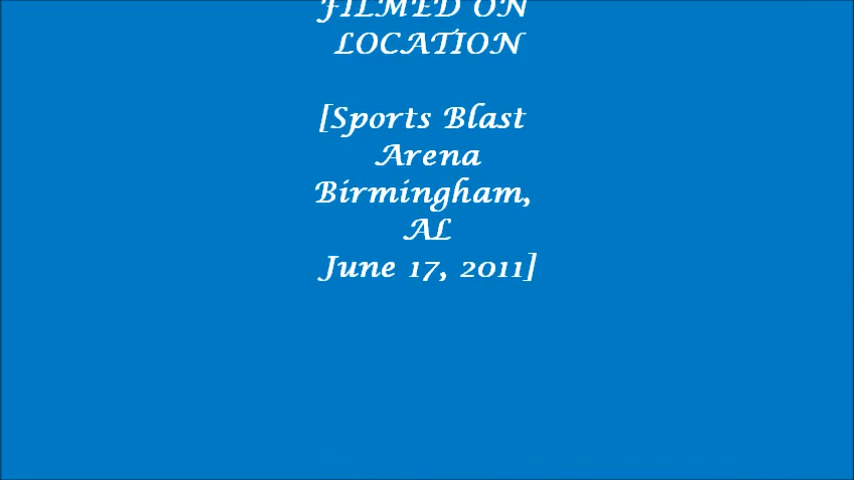 FILMED ON
LOCATION
[Sports Blast
Arena
Birmingham,
AL
June 17, 2011]